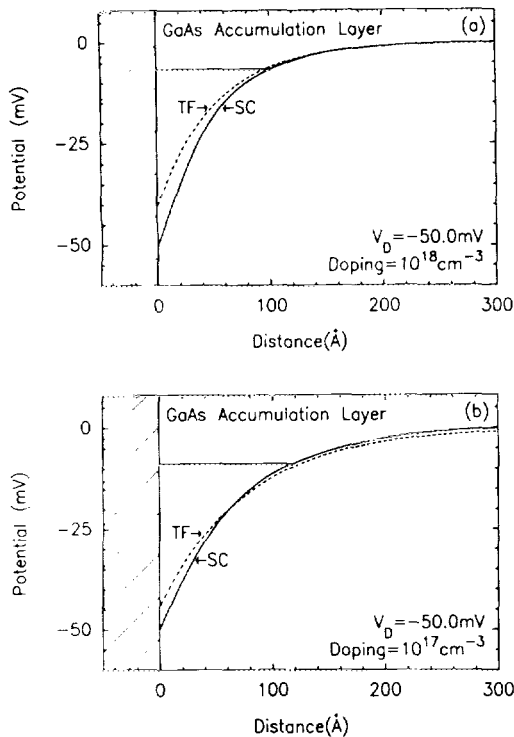 GaAs Accumulation Layer (a)
0
TF SC
−25
Potential (mV)
−50
V_D=−50.0mV
Doping=10^18cm^−3
0 100 200 300
Distance(Å)
GaAs Accumulation Layer (b)
0
TF
−25
SC
Potential (mV)
−50
V_D=−50.0mV
Doping=10^17cm^−3
0 100 200 300
Distance(Å)